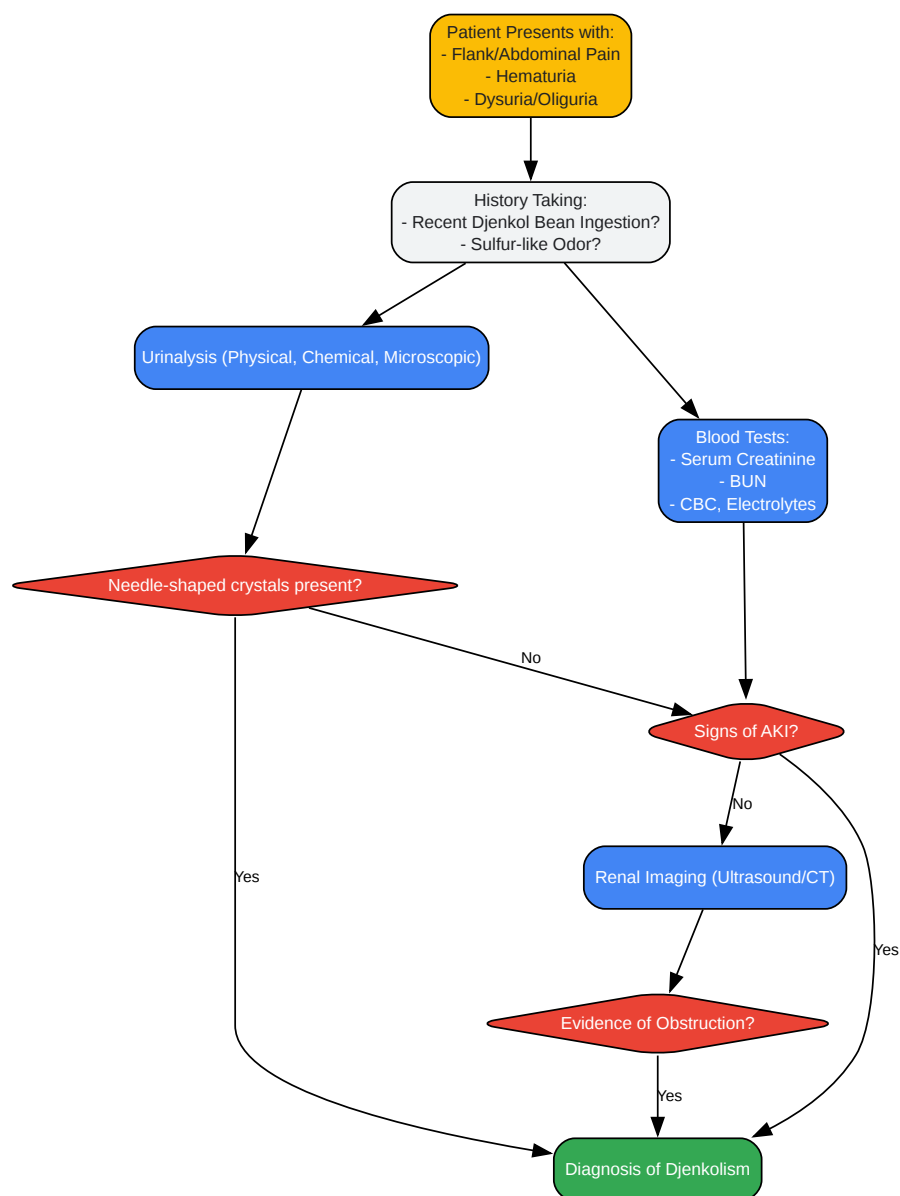 Patient Presents with:
- Flank/Abdominal Pain
- Hematuria
- Dysuria/Oliguria
History Taking:
- Recent Djenkol Bean Ingestion?
- Sulfur-like Odor?
Urinalysis (Physical, Chemical, Microscopic)
Blood Tests:
- Serum Creatinine
- BUN
- CBC, Electrolytes
Needle-shaped crystals present?
No
Signs of AKI?
No
Renal Imaging (Ultrasound/CT)
Yes
Yes
Evidence of Obstruction?
Yes
Diagnosis of Djenkolism